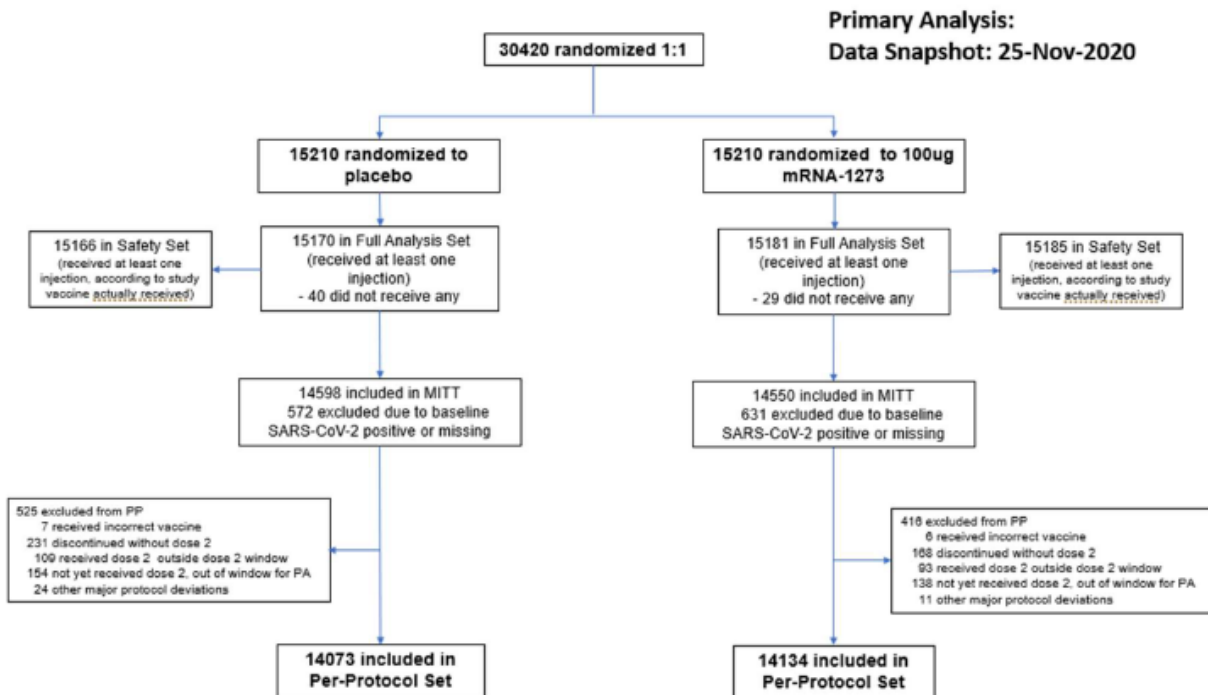 Primary Analysis:
Data Snapshot: 25-Nov-2020
30420 randomized 1:1
15210 randomized to
placebo
15210 randomized to 100ug
mRNA-1273
15166 in Safety Set
(received at least one
injection, according to study
vaccine actually received)
15170 in Full Analysis Set
(received at least one
injection)
- 40 did not receive any
15181 in Full Analysis Set
(received at least one
injection)
- 29 did not receive any
15185 in Safety Set
(received at least one
injection, according to study
vaccine actually received)
14598 included in MITT
572 excluded due to baseline
SARS-CoV-2 positive or missing
14550 included in MITT
631 excluded due to baseline
SARS-CoV-2 positive or missing
525 excluded from PP
7 received incorrect vaccine
231 discontinued without dose 2
109 received dose 2 outside dose 2 window
154 not yet received dose 2, out of window for PA
24 other major protocol deviations
416 excluded from PP
6 received incorrect vaccine
168 discontinued without dose 2
93 received dose 2 outside dose 2 window
138 not yet received dose 2, out of window for PA
11 other major protocol deviations
14073 included in
Per-Protocol Set
14134 included in
Per-Protocol Set